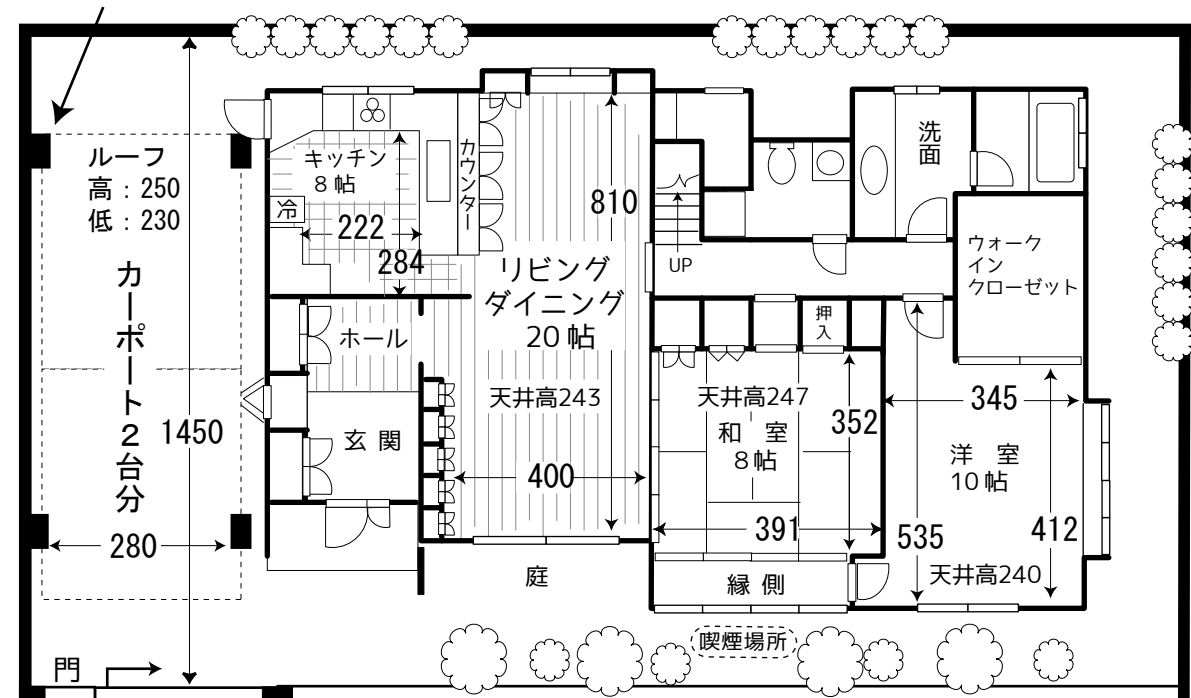 ルーフ
高：250
低：230
カーポート2台分
1450
280
門
キッチン
8帖
冷
222
284
カウンター
ホール
玄関
リビング
ダイニング
20帖
810
天井高243
400
庭
UP
洗面
ウォーク
イン
クローゼット
押入
天井高247
和室
8帖
352
391
縁側
喫煙場所
345
洋室
10帖
535
412
天井高240